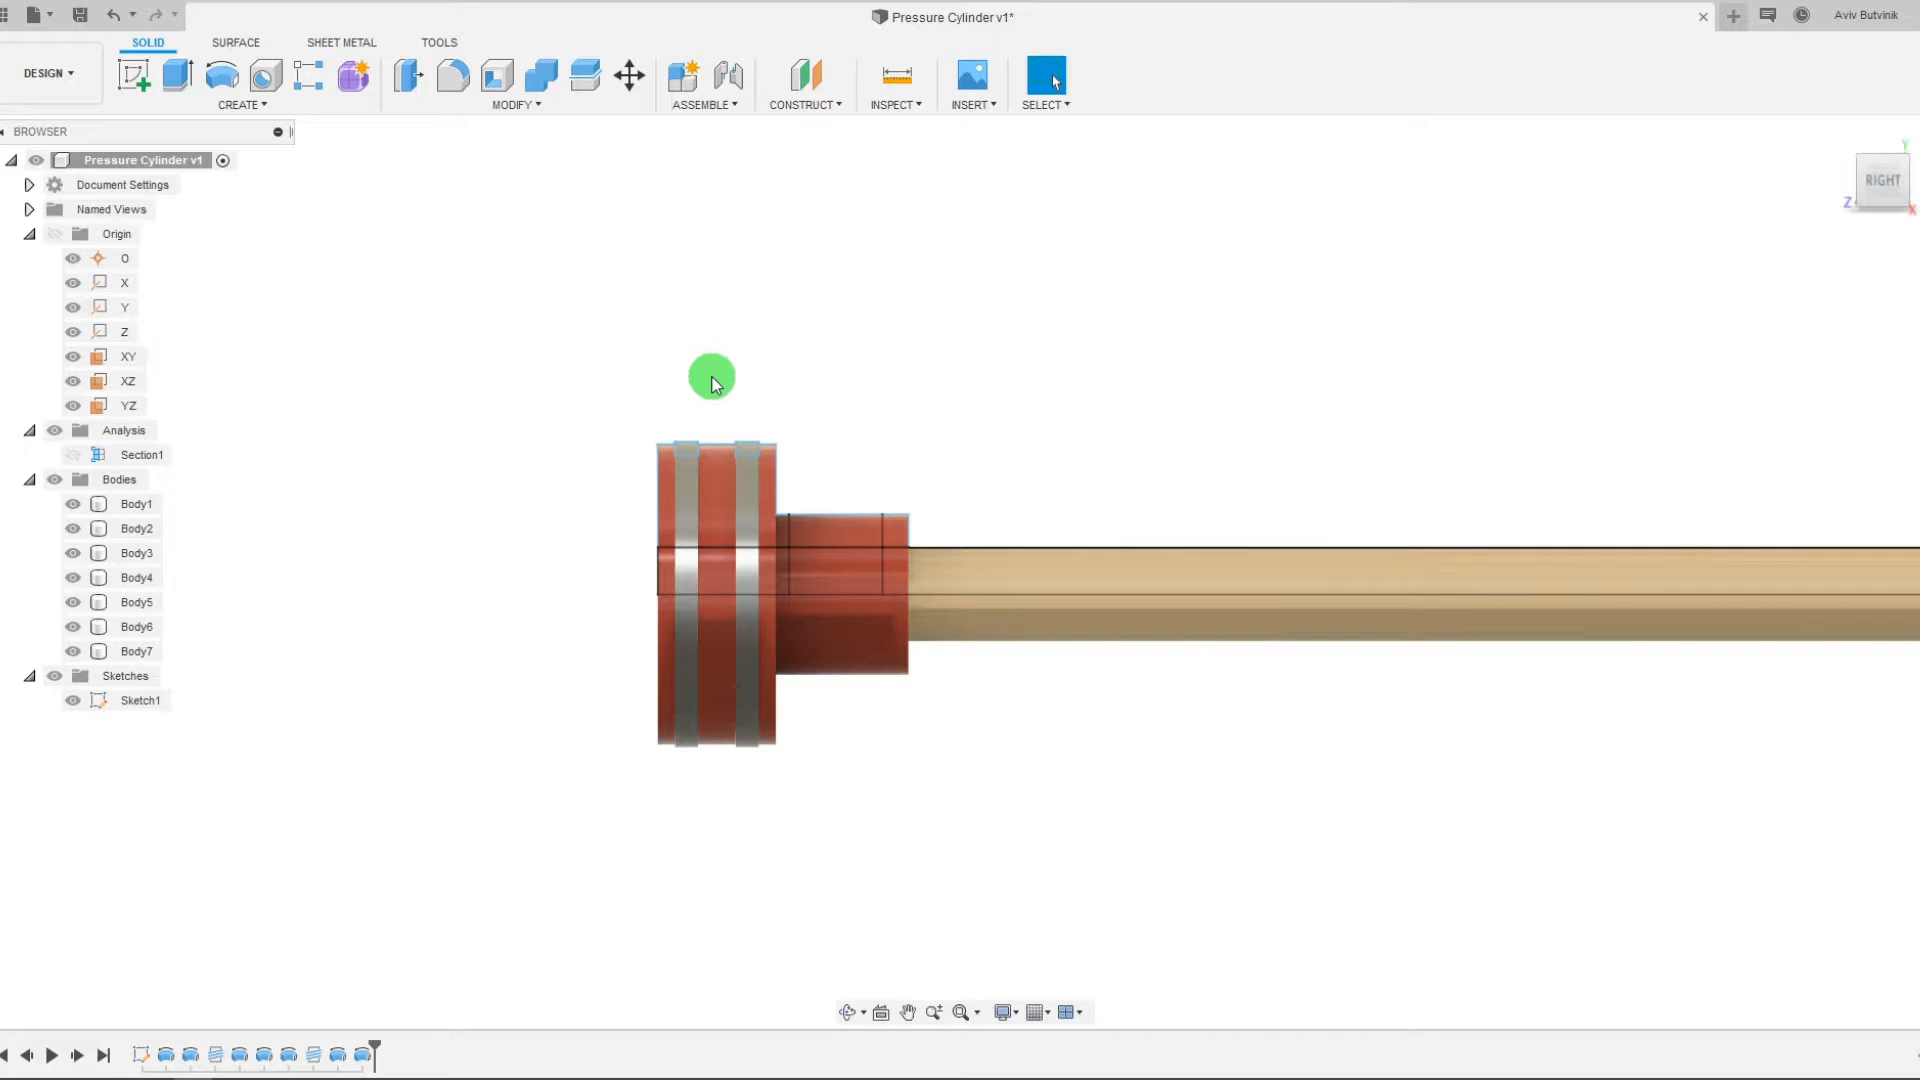 Pressure Cylinder v1*
Aviv Butvinik
SOLID SURFACE SHEET METAL TOOLS
DESIGN
CREATE MODIFY ASSEMBLE CONSTRUCT INSPECT INSERT SELECT
BROWSER
Pressure Cylinder v1
Document Settings
Named Views
Origin
O
X
Y
Z
XY
XZ
YZ
Analysis
Section1
Bodies
Body1
Body2
Body3
Body4
Body5
Body6
Body7
Sketches
Sketch1
Y
RIGHT
Z
X